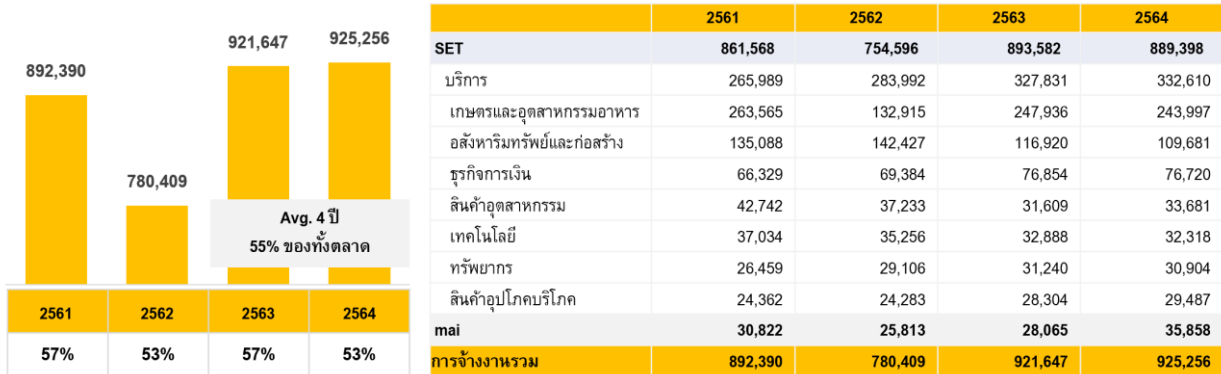 892,390
780,409
921,647
925,256
Avg. 4 ปี
55% ของทั้งตลาด
2561 2562 2563 2564
57% 53% 57% 53%
2561 2562 2563 2564
SET 861,568 754,596 893,582 889,398
บริการ 265,989 283,992 327,831 332,610
เกษตรและอุตสาหกรรมอาหาร 263,565 132,915 247,936 243,997
อสังหาริมทรัพย์และก่อสร้าง 135,088 142,427 116,920 109,681
ธุรกิจการเงิน 66,329 69,384 76,854 76,720
สินค้าอุตสาหกรรม 42,742 37,233 31,609 33,681
เทคโนโลยี 37,034 35,256 32,888 32,318
ทรัพยากร 26,459 29,106 31,240 30,904
สินค้าอุปโภคบริโภค 24,362 24,283 28,304 29,487
mai 30,822 25,813 28,065 35,858
การจ้างงานรวม 892,390 780,409 921,647 925,256